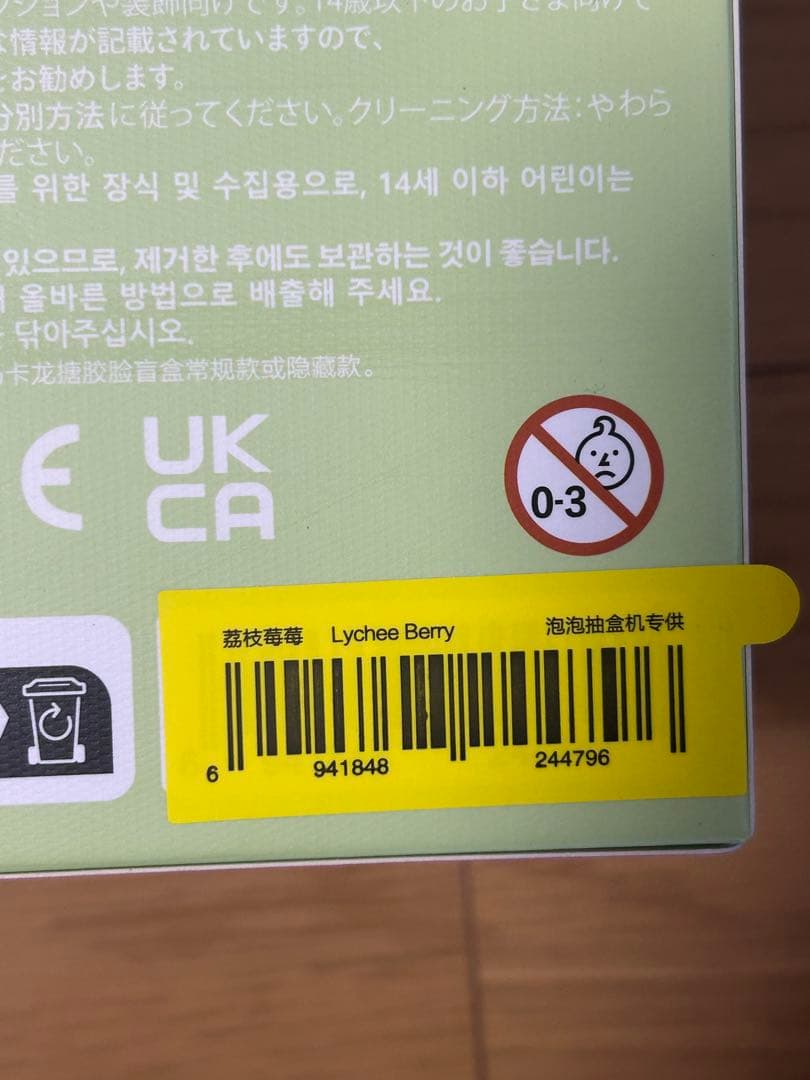 ションや装飾向けです。14歳以下のお子さま向けで
な情報が記載されていますので、
をお勧めします。
分別方法に従ってください。クリーニング方法：やわら
ださい。
를 위한 장식 및 수집용으로, 14세 이하 어린이는
있으므로, 제거한 후에도 보관하는 것이 좋습니다.
올바른 방법으로 배출해 주세요.
닦아주십시오.
卡龙搪胶脸盲盒常规款或隐藏款。
CE
UK
CA
0-3
荔枝莓莓 Lychee Berry 泡泡抽盒机专供
6 941848 244796